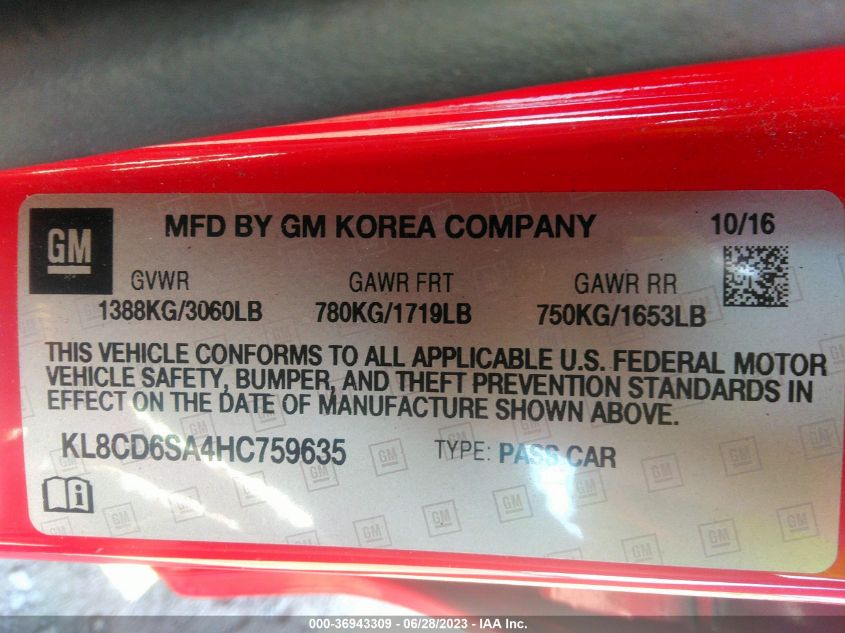 GM MFD BY GM KOREA COMPANY 10/16
GVWR GAWR FRT GAWR RR
1388KG/3060LB 780KG/1719LB 750KG/1653LB
THIS VEHICLE CONFORMS TO ALL APPLICABLE U.S. FEDERAL MOTOR
VEHICLE SAFETY, BUMPER, AND THEFT PREVENTION STANDARDS IN
EFFECT ON THE DATE OF MANUFACTURE SHOWN ABOVE.
KL8CD6SA4HC759635 TYPE: PASS CAR
000-36943309 - 06/28/2023 - © IAA Inc.